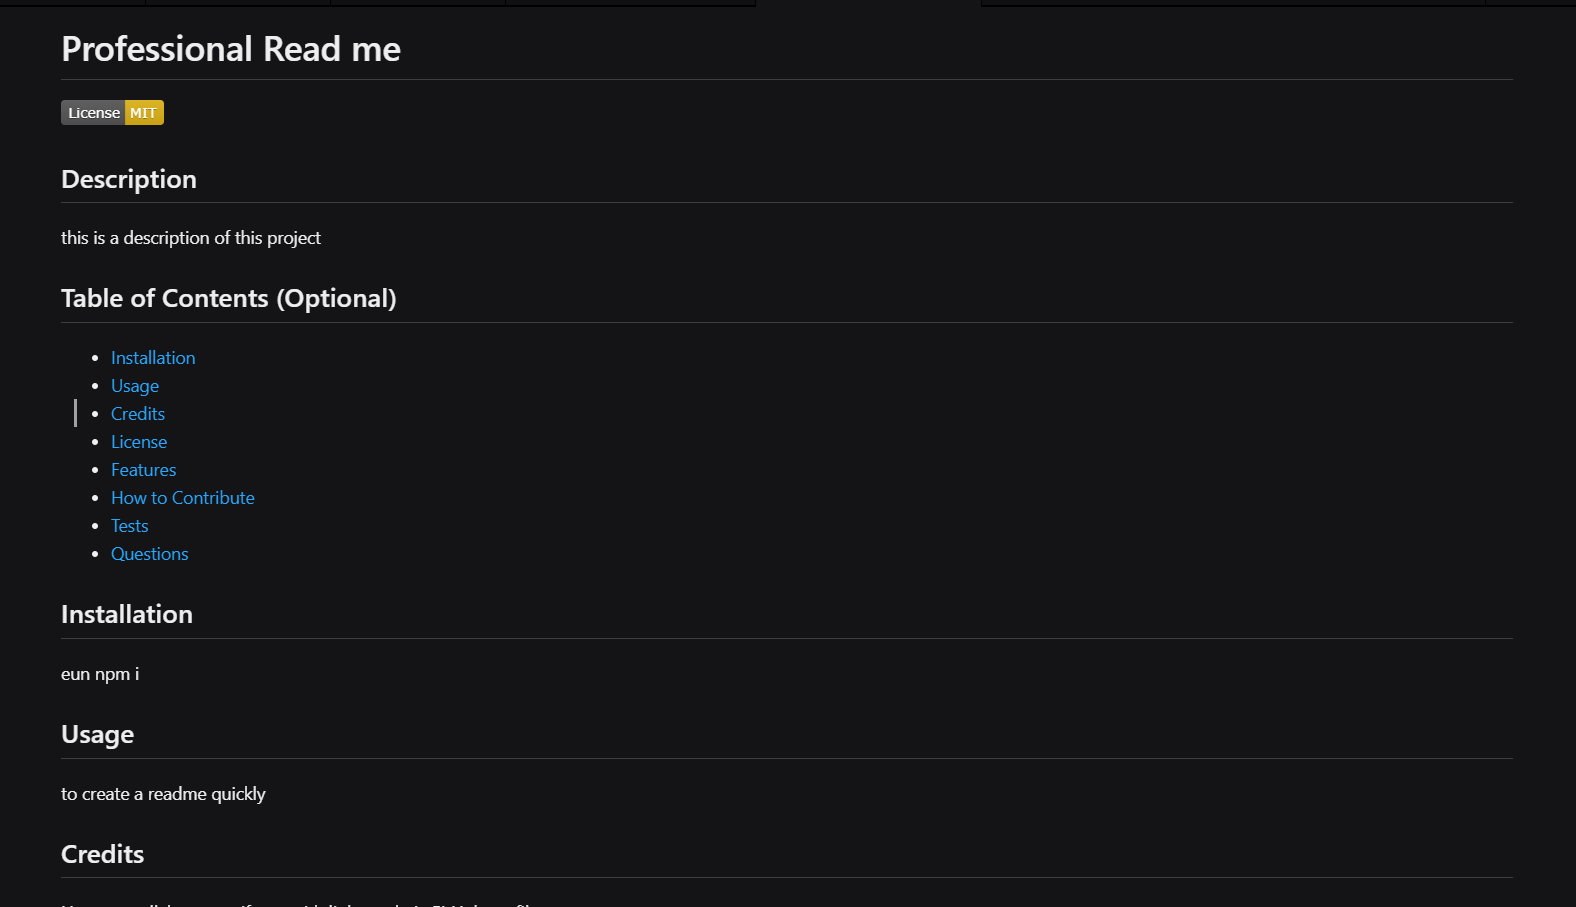 Professional Read me
License MIT
Description
this is a description of this project
Table of Contents (Optional)
Installation
Usage
Credits
License
Features
How to Contribute
Tests
Questions
Installation
eun npm i
Usage
to create a readme quickly
Credits